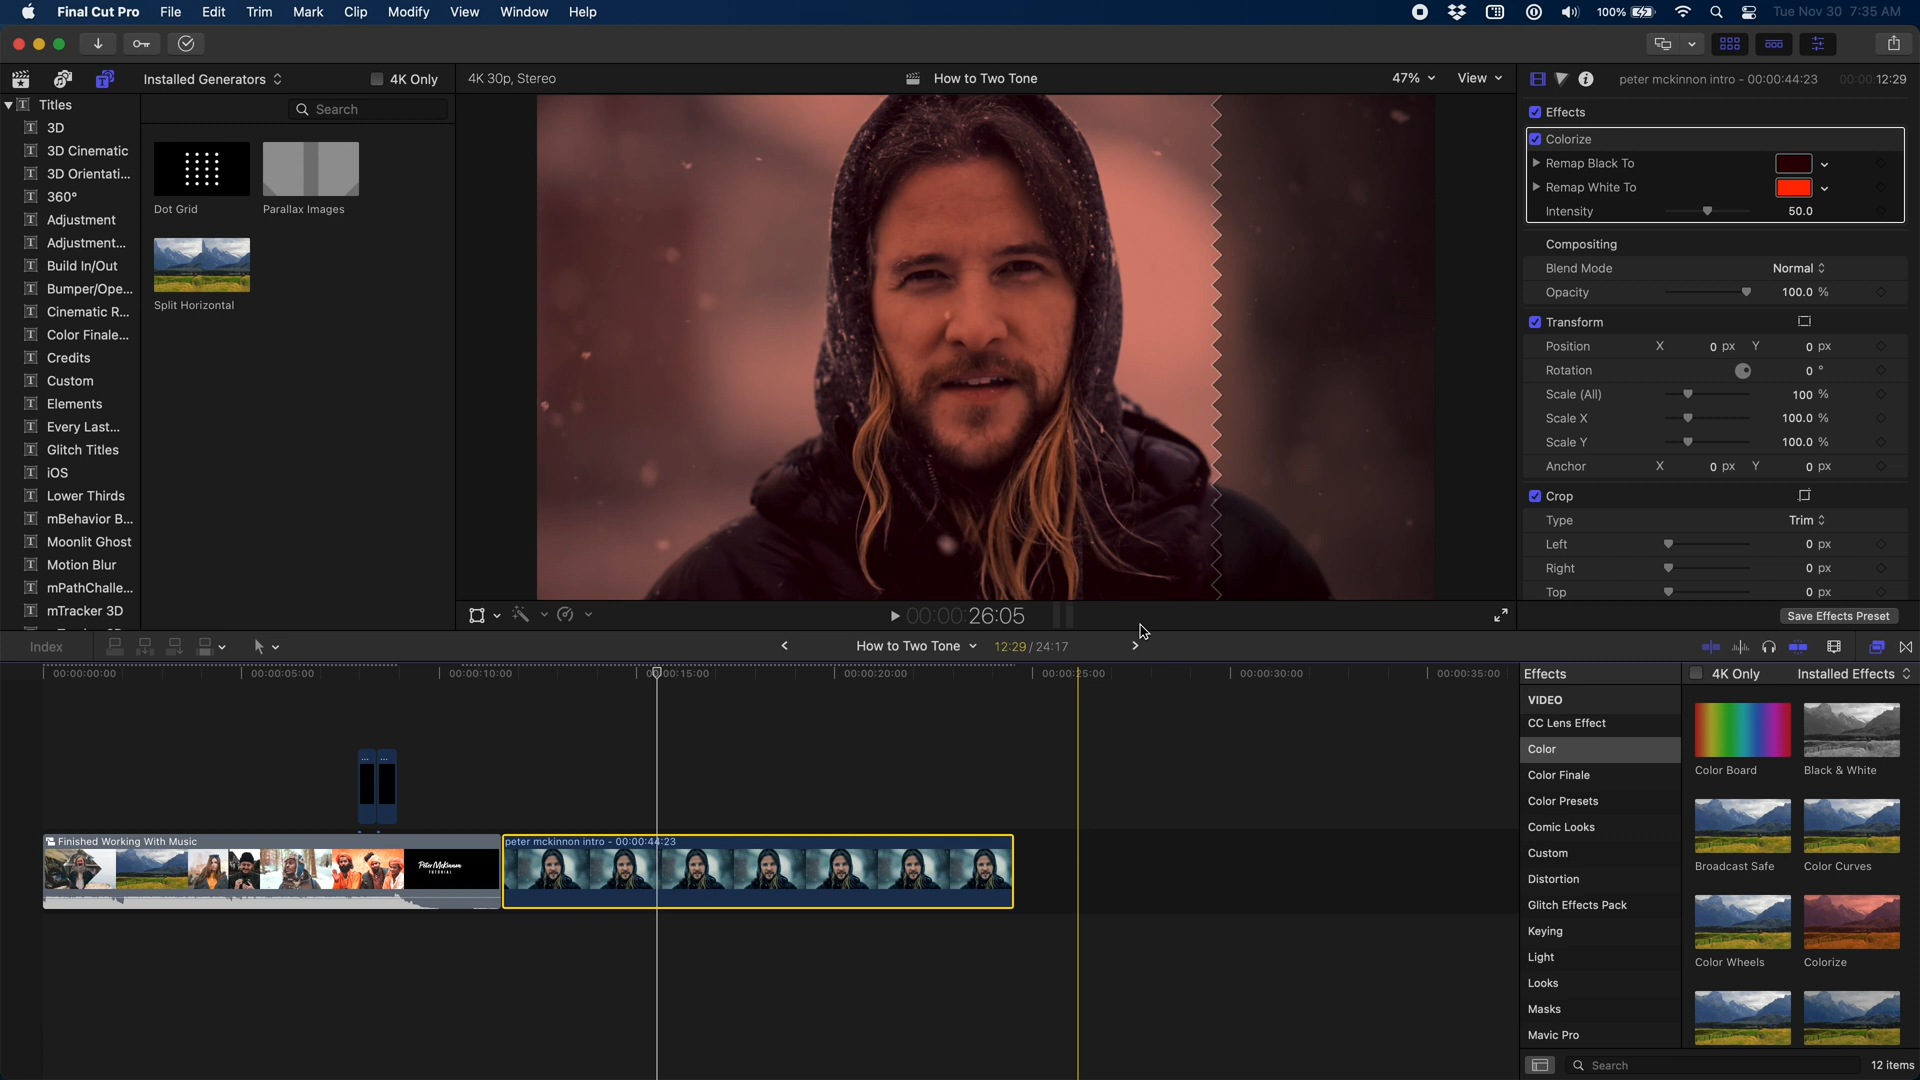 Final Cut Pro File Edit Trim Mark Clip Modify View Window Help 100% Tue Nov 30 7:35 AM
Installed Generators 4K Only 4K 30p, Stereo How to Two Tone 47% View peter mckinnon intro - 00:00:44:23 00:00:12:29
Titles
Search
3D
3D Cinematic
3D Orientati...
360°
Adjustment
Adjustment...
Build In/Out
Bumper/Ope...
Cinematic R...
Color Finale...
Credits
Custom
Elements
Every Last...
Glitch Titles
iOS
Lower Thirds
mBehavior B...
Moonlit Ghost
Motion Blur
mPathChalle...
mTracker 3D
Dot Grid
Parallax Images
Split Horizontal
Effects
Colorize
Remap Black To
Remap White To
Intensity 50.0
Compositing
Blend Mode Normal
Opacity 100.0 %
Transform
Position X 0 px Y 0 px
Rotation 0 °
Scale (All) 100 %
Scale X 100.0 %
Scale Y 100.0 %
Anchor X 0 px Y 0 px
Crop
Type Trim
Left 0 px
Right 0 px
Top 0 px
00:00:26:05
Save Effects Preset
Index How to Two Tone 12:29 / 24:17
00:00:00:00 00:00:05:00 00:00:10:00 00:00:15:00 00:00:20:00 00:00:25:00 00:00:30:00 00:00:35:00
... ...
Finished Working With Music
Peter McKinnon
TUTORIAL
peter mckinnon intro - 00:00:44:23
Effects 4K Only Installed Effects
VIDEO
CC Lens Effect
Color
Color Finale
Color Presets
Comic Looks
Custom
Distortion
Glitch Effects Pack
Keying
Light
Looks
Masks
Mavic Pro
Color Board
Black & White
Broadcast Safe
Color Curves
Color Wheels
Colorize
Search 12 items